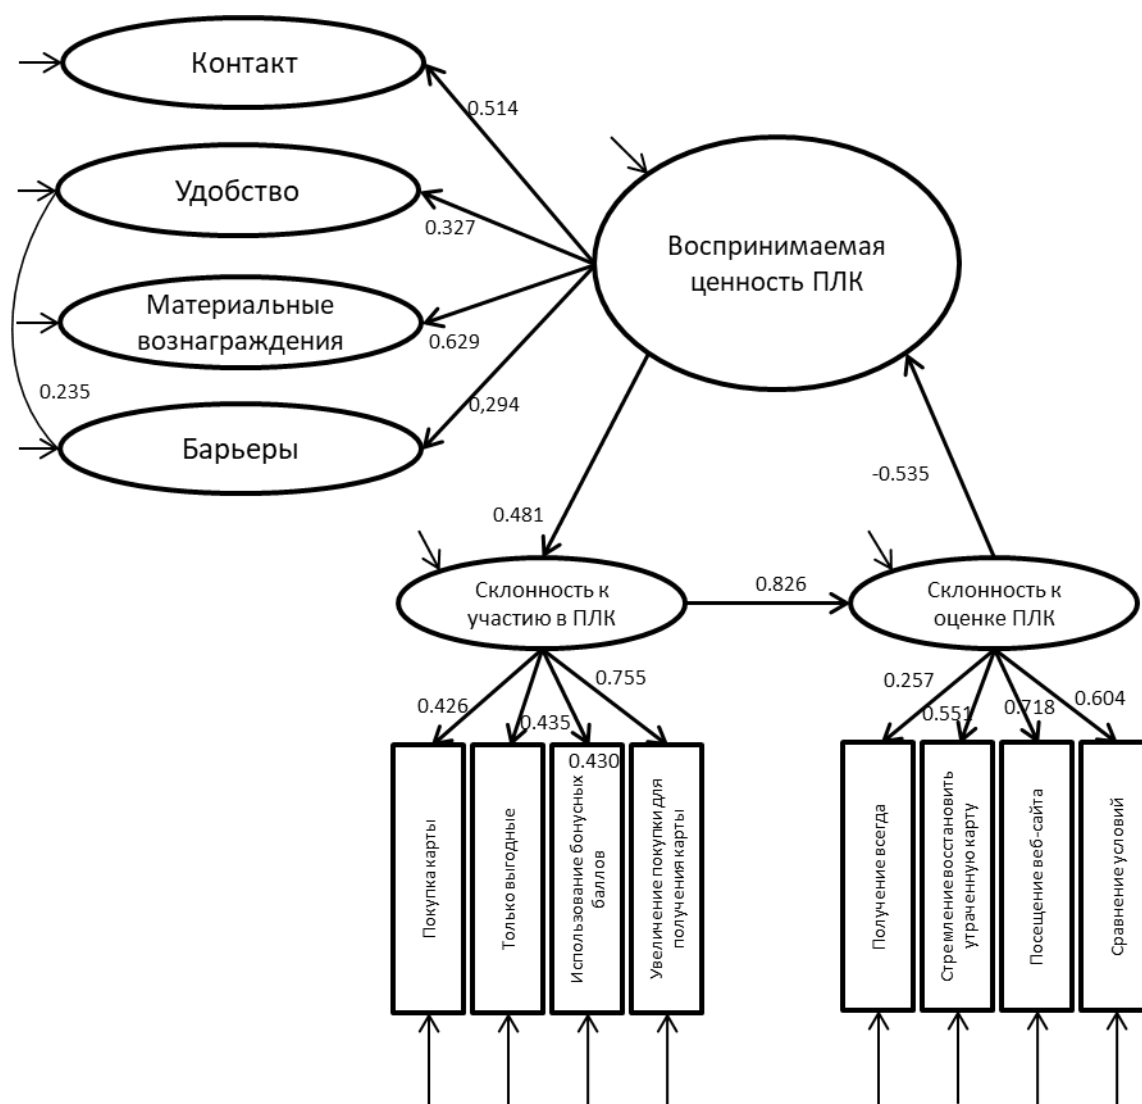 Контакт
0.514
Удобство
0.327
Воспринимаемая
ценность ПЛК
Материальные
вознаграждения
0.629
0.235
0,294
Барьеры
-0.535
0.481
Склонность к
участию в ПЛК
0.826
Склонность к
оценке ПЛК
0.426
0.435
0.430
0.755
0.257
0.551
0.718
0.604
Покупка карты
Только выгодные
Использование бонусных
баллов
Увеличение покупки для
получения карты
Получение всегда
Стремление восстановить
утраченную карту
Посещение веб-сайта
Сравнение условий